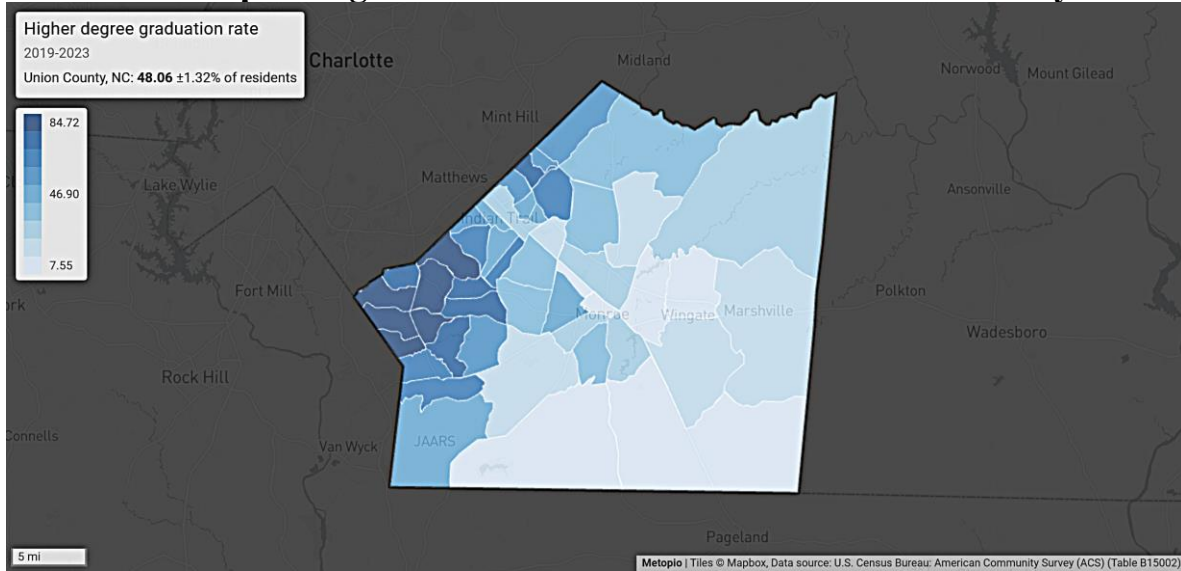 Higher degree graduation rate
2019-2023
Union County, NC: 48.06 ±1.32% of residents
84.72
46.90
7.55
Charlotte
Midland
Norwood
Mount Gilead
Mint Hill
Matthews
Lake Wylie
Ansonville
Indian Trail
Fort Mill
Polkton
Monroe
Wingate
Marshville
Wadesboro
Rock Hill
Connells
Van Wyck
JAARS
Pageland
5 mi
Metopio | Tiles © Mapbox, Data source: U.S. Census Bureau: American Community Survey (ACS) (Table B15002)